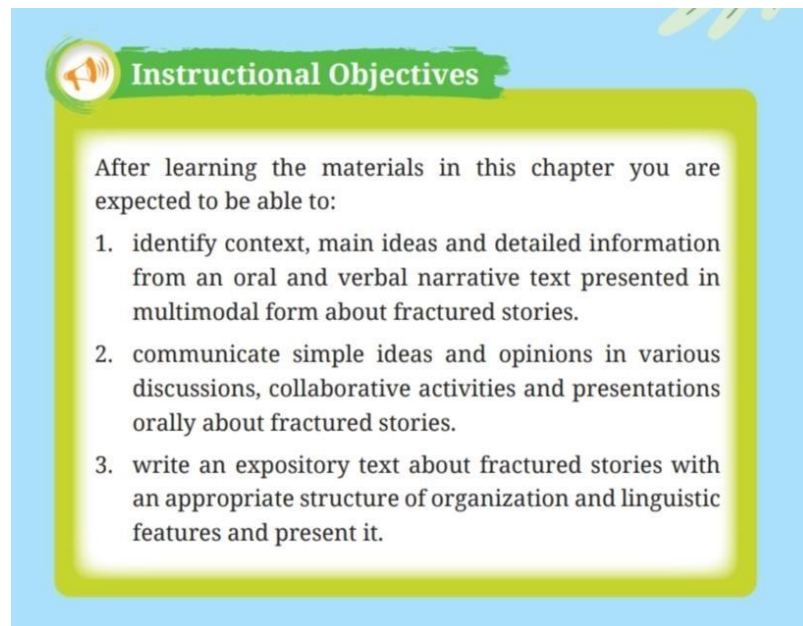 Instructional Objectives
After learning the materials in this chapter you are
expected to be able to:
1. identify context, main ideas and detailed information
from an oral and verbal narrative text presented in
multimodal form about fractured stories.
2. communicate simple ideas and opinions in various
discussions, collaborative activities and presentations
orally about fractured stories.
3. write an expository text about fractured stories with
an appropriate structure of organization and linguistic
features and present it.